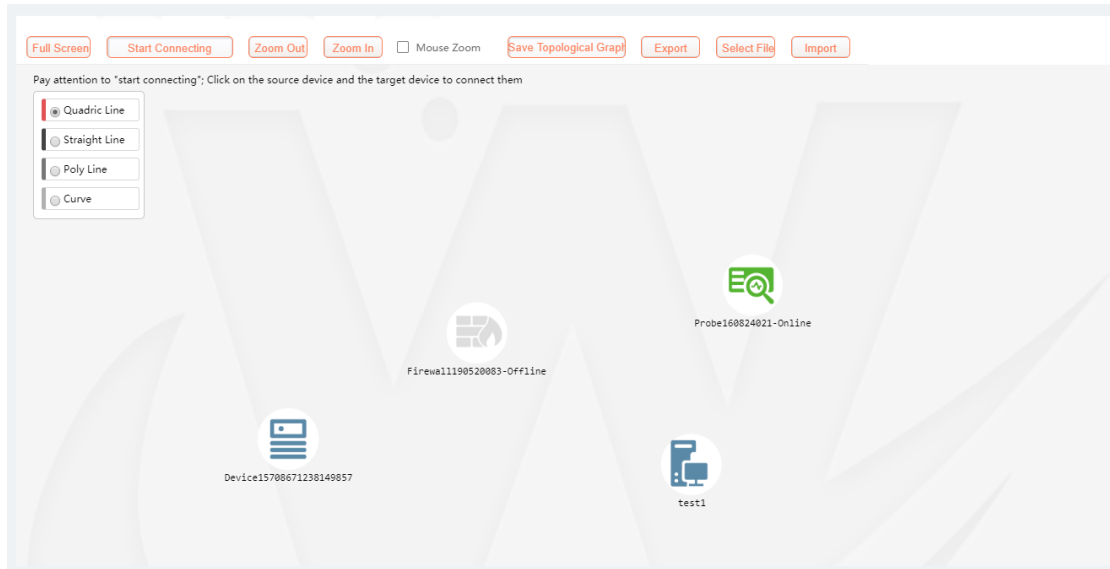 Full Screen Start Connecting Zoom Out Zoom In Mouse Zoom Save Topological Graph Export Select File Import
Pay attention to "start connecting"; Click on the source device and the target device to connect them
Quadric Line
Straight Line
Poly Line
Curve
Probe160824021-Online
Firewall190520083-Offline
Device15708671238149857
test1